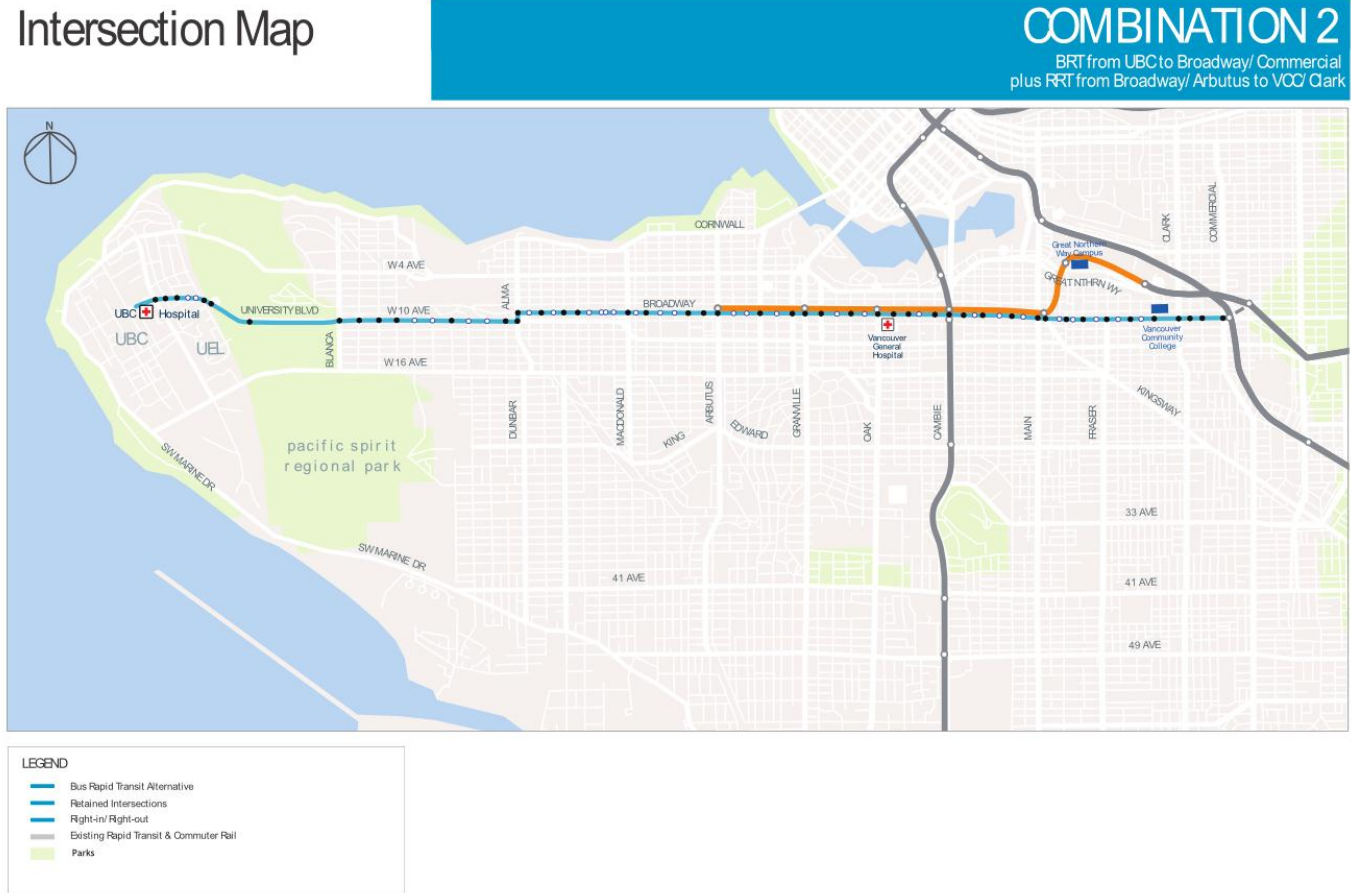 Intersection Map
COMBINATION 2
BRT from UBC to Broadway/ Commercial
plus RRT from Broadway/ Arbutus to VCC/ Clark
N
CORNWALL
CLARK
COMMERCIAL
Great Northern
Way Campus
GREAT NTHRN WY
W 4 AVE
ALMA
BROADWAY
UNIVERSITY BLVD
W 10 AVE
UBC
Hospital
UBC
UEL
BLANCA
W 16 AVE
Vancouver
General
Hospital
Vancouver
Community
College
DUNBAR
MACDONALD
KING
EDWARD
ARBUTUS
GRANVILLE
OAK
CAMBIE
MAIN
FRASER
KINGSWAY
pacific spirit
regional park
SW MARINE DR
33 AVE
SW MARINE DR
41 AVE
41 AVE
49 AVE
LEGEND
Bus Rapid Transit Alternative
Retained Intersections
Right-in/ Right-out
Existing Rapid Transit & Commuter Rail
Parks